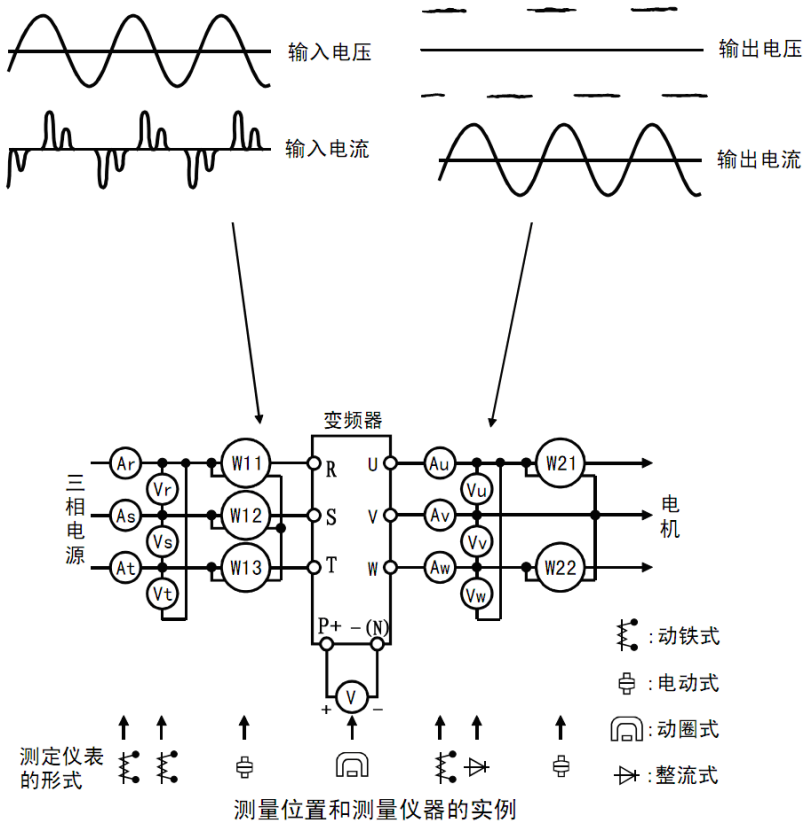 输入电压
输出电压
输入电流
输出电流
变频器
三相电源
Ar
Vr
As
Vs
At
Vt
W11
W12
W13
R
S
T
U
V
W
P+
-(N)
V
+
-
Au
Vu
Av
Vv
Aw
Vw
W21
W22
电机
:动铁式
:电动式
:动圈式
:整流式
测定仪表
的形式
测量位置和测量仪器的实例